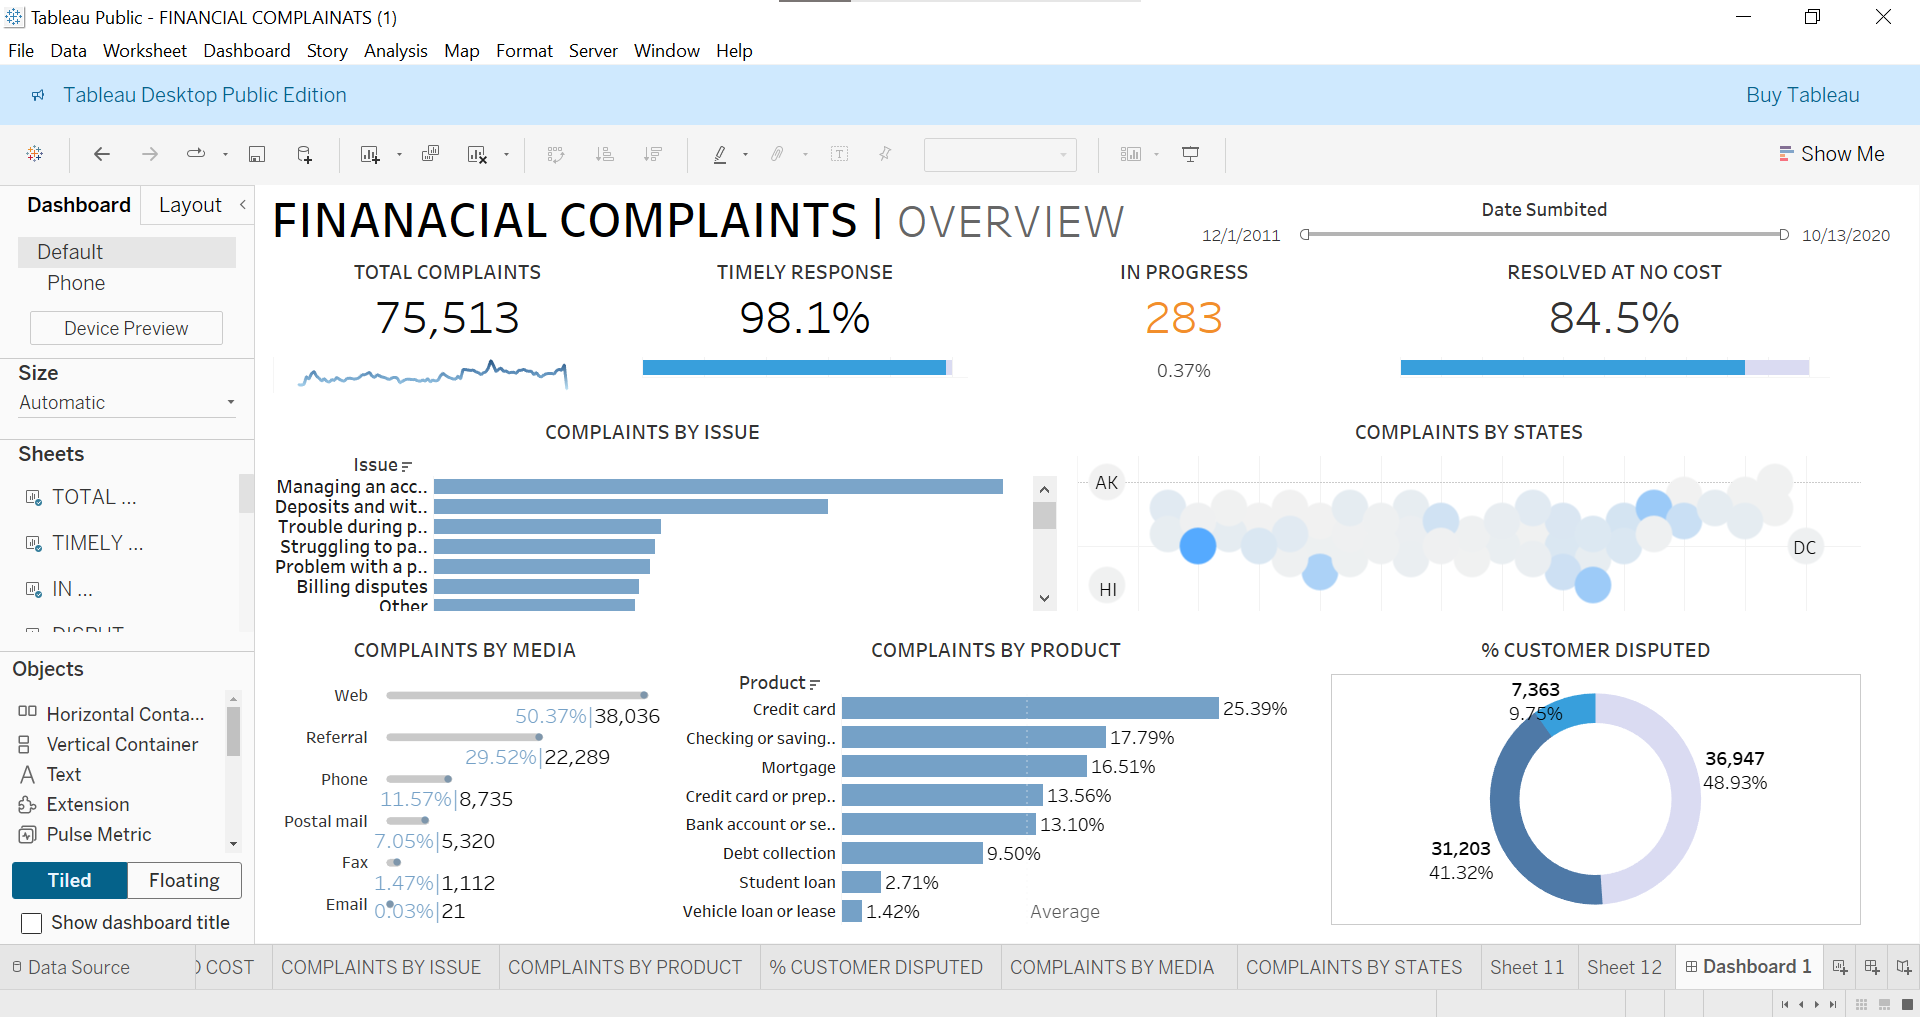 Tableau Public - FINANCIAL COMPLAINATS (1)
File Data Worksheet Dashboard Story Analysis Map Format Server Window Help
Tableau Desktop Public Edition
Buy Tableau
Show Me
Dashboard Layout
Default
Phone
Device Preview
Size
Automatic
Sheets
TOTAL ...
TIMELY ...
IN ...
Objects
Horizontal Conta...
Vertical Container
Text
Extension
Pulse Metric
Tiled Floating
Show dashboard title
FINANACIAL COMPLAINTS | OVERVIEW
Date Sumbited
12/1/2011 10/13/2020
TOTAL COMPLAINTS
75,513
TIMELY RESPONSE
98.1%
IN PROGRESS
283
0.37%
RESOLVED AT NO COST
84.5%
COMPLAINTS BY ISSUE
Issue
Managing an acc..
Deposits and wit..
Trouble during p..
Struggling to pa..
Problem with a p..
Billing disputes
Other
COMPLAINTS BY STATES
AK
DC
HI
COMPLAINTS BY MEDIA
Web
50.37%|38,036
Referral
29.52%|22,289
Phone
11.57%|8,735
Postal mail
7.05%|5,320
Fax
1.47%|1,112
Email
0.03%|21
COMPLAINTS BY PRODUCT
Product
Credit card 25.39%
Checking or saving.. 17.79%
Mortgage 16.51%
Credit card or prep.. 13.56%
Bank account or se.. 13.10%
Debt collection 9.50%
Student loan 2.71%
Vehicle loan or lease 1.42%
Average
% CUSTOMER DISPUTED
7,363
9.75%
36,947
48.93%
31,203
41.32%
Data Source
COST COMPLAINTS BY ISSUE COMPLAINTS BY PRODUCT % CUSTOMER DISPUTED COMPLAINTS BY MEDIA COMPLAINTS BY STATES Sheet 11 Sheet 12 Dashboard 1